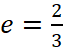 e = 2/3